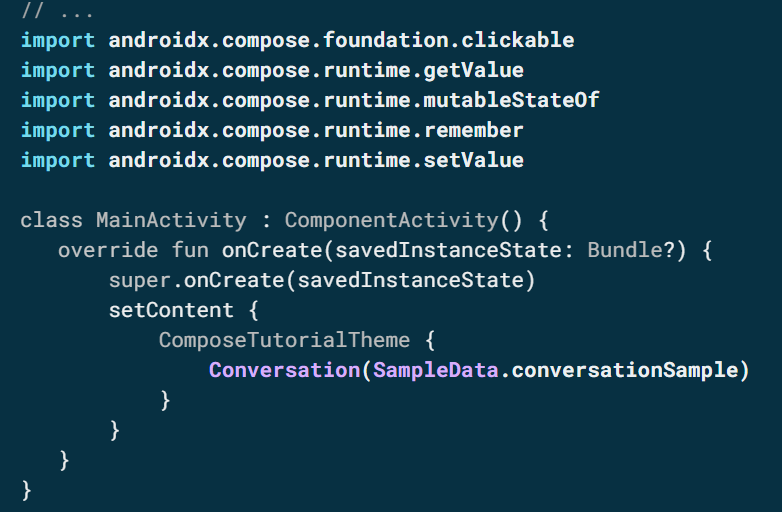 // ...
import androidx.compose.foundation.clickable
import androidx.compose.runtime.getValue
import androidx.compose.runtime.mutableStateOf
import androidx.compose.runtime.remember
import androidx.compose.runtime.setValue

class MainActivity : ComponentActivity() {
   override fun onCreate(savedInstanceState: Bundle?) {
       super.onCreate(savedInstanceState)
       setContent {
           ComposeTutorialTheme {
               Conversation(SampleData.conversationSample)
           }
       }
   }
}